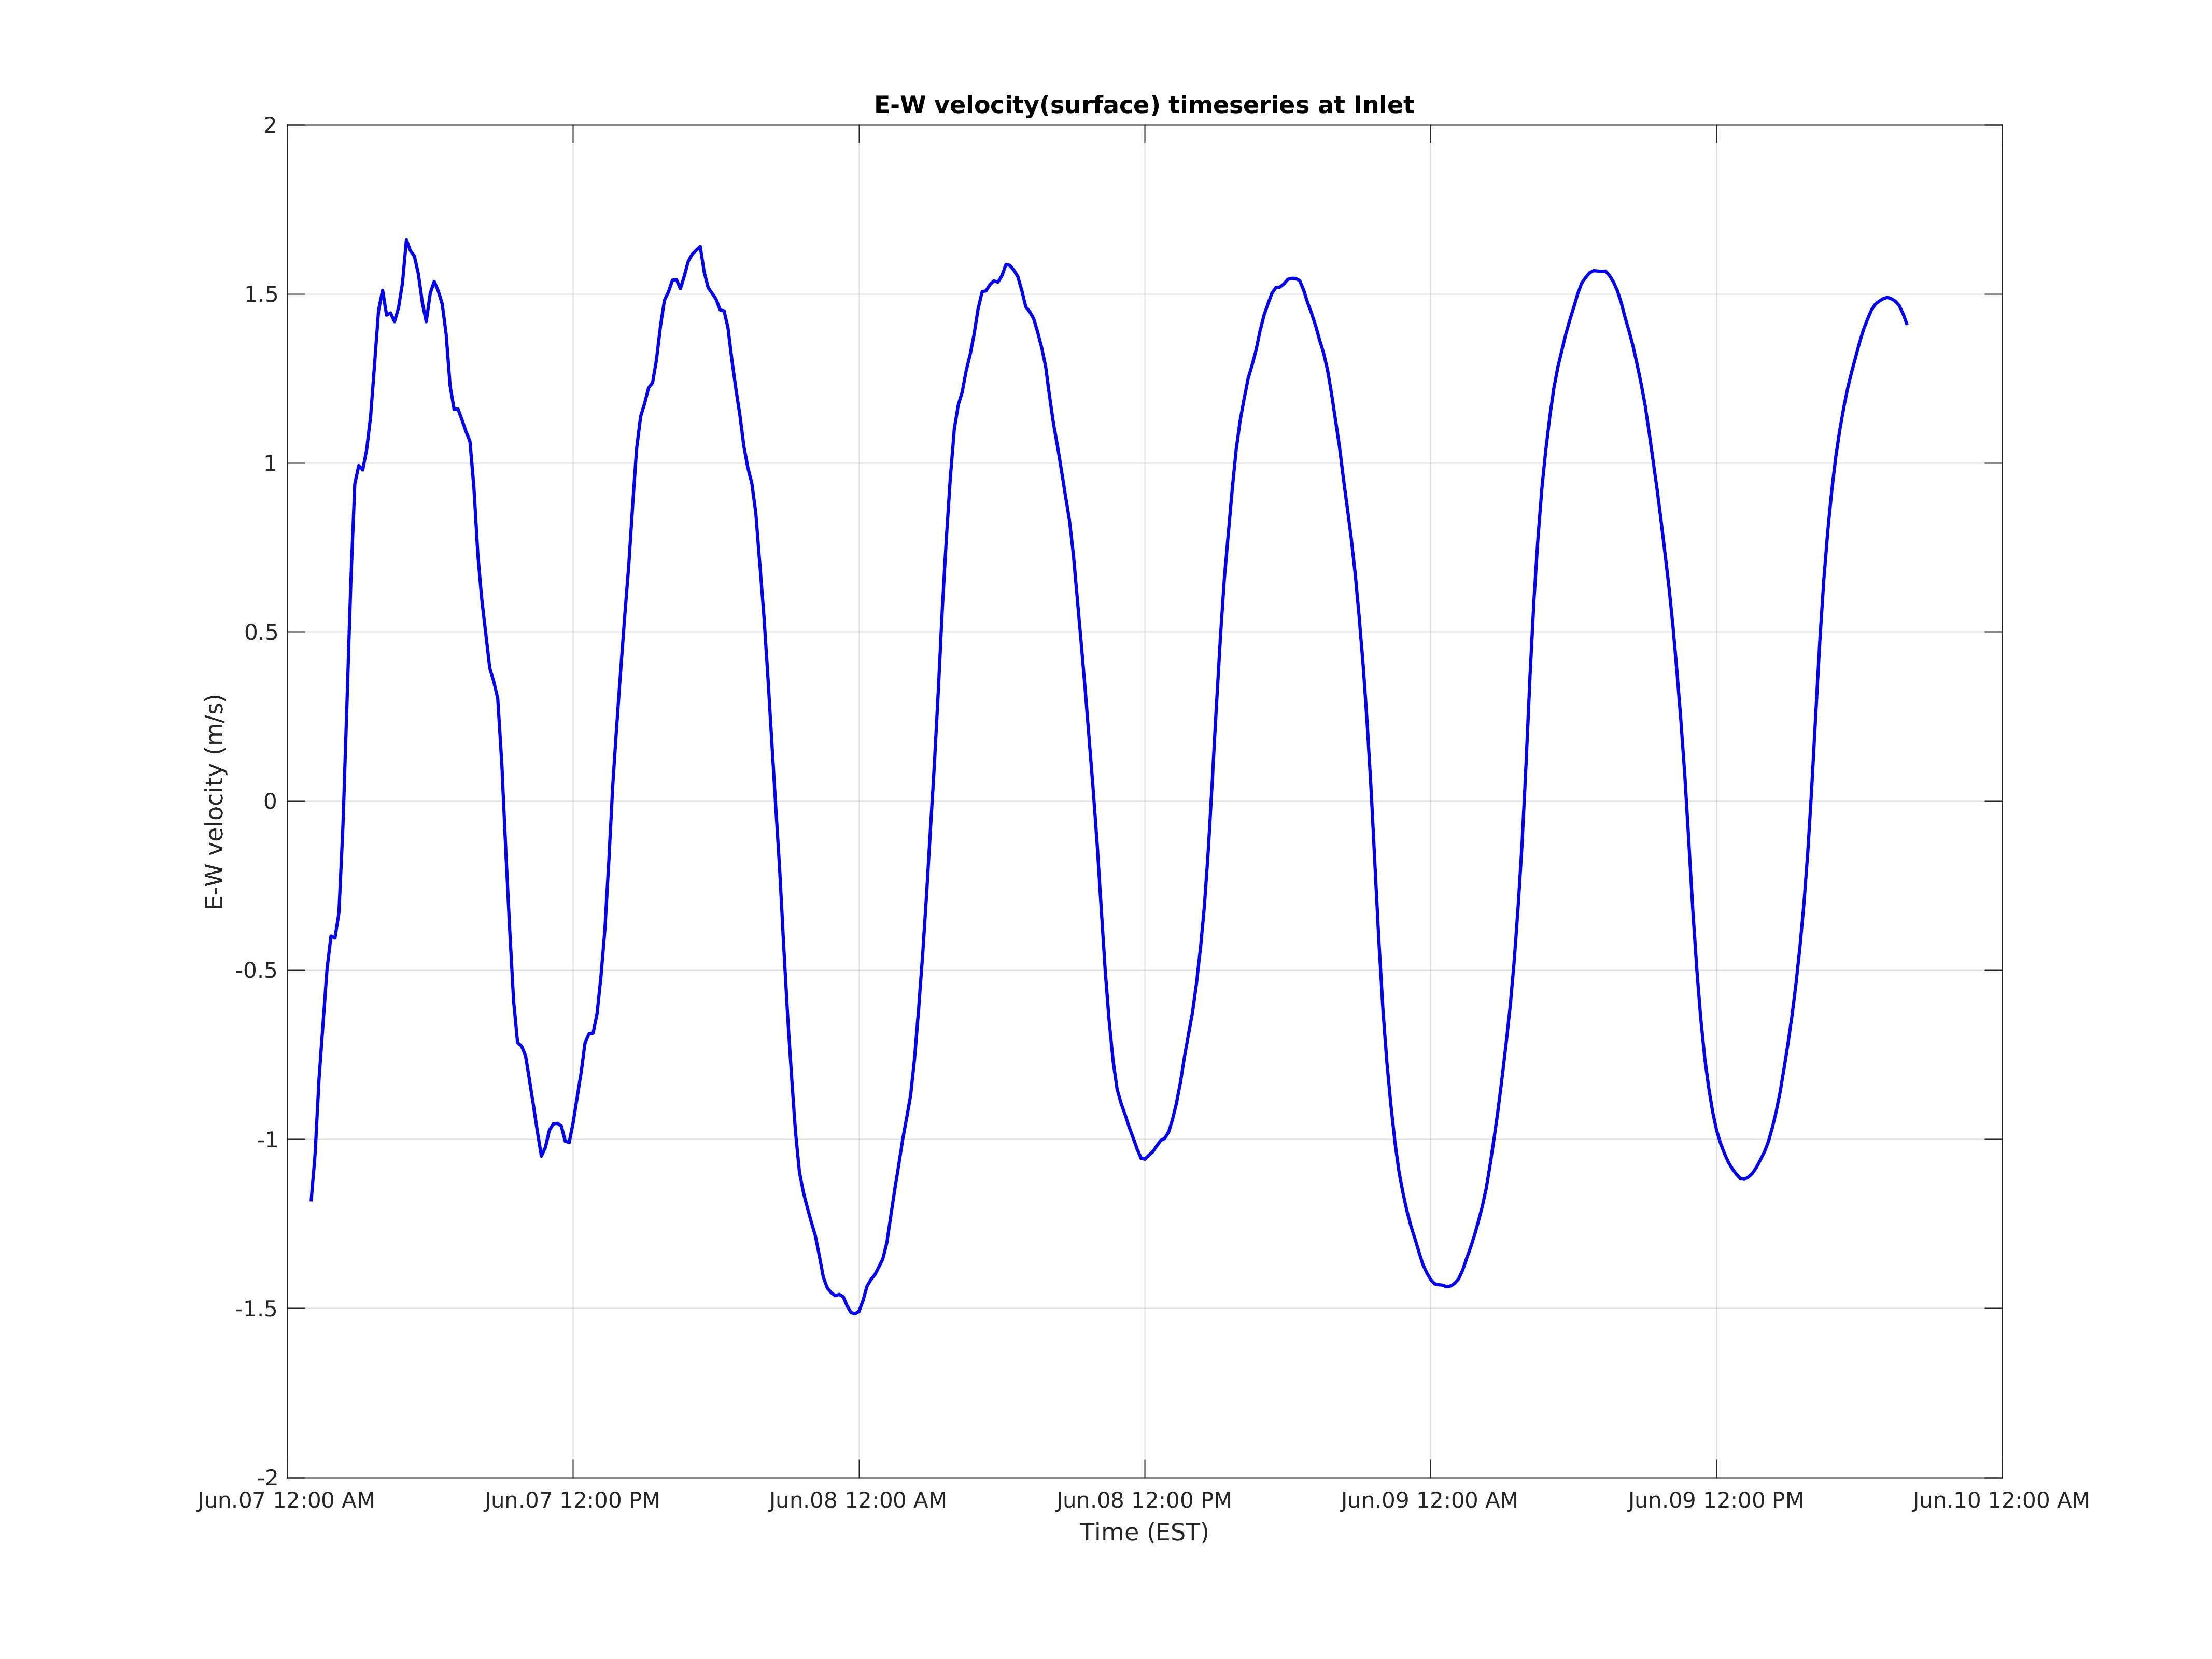 E-W velocity(surface) timeseries at Inlet
2
1.5
1
0.5
0
-0.5
-1
-1.5
-2
E-W velocity (m/s)
Jun.07 12:00 AM
Jun.07 12:00 PM
Jun.08 12:00 AM
Jun.08 12:00 PM
Jun.09 12:00 AM
Jun.09 12:00 PM
Jun.10 12:00 AM
Time (EST)